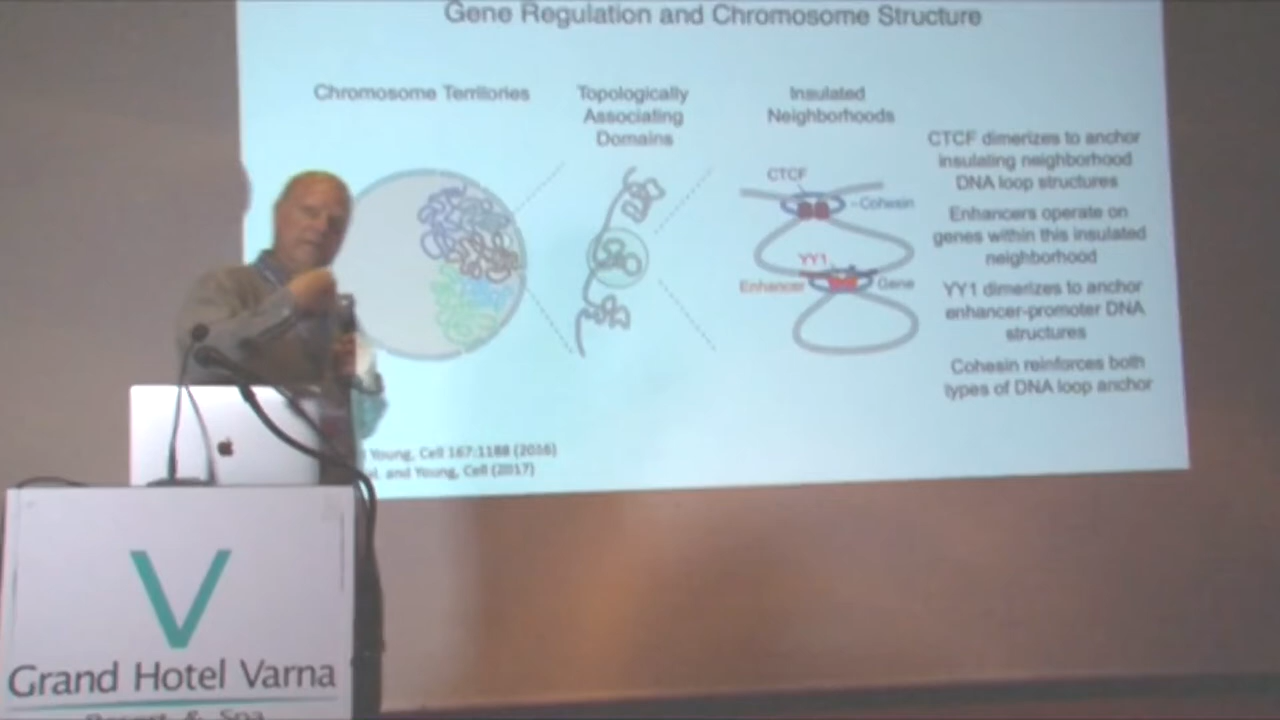 Gene Regulation and Chromosome Structure
Chromosome Territories
Topologically
Associating
Domains
Insulated
Neighborhoods
CTCF
Cohesin
YY1
Enhancer
Gene
CTCF dimerizes to anchor
insulating neighborhood
DNA loop structures
Enhancers operate on
genes within this insulated
neighborhood
YY1 dimerizes to anchor
enhancer-promoter DNA
structures
Cohesin reinforces both
types of DNA loop anchor
Young, Cell 167:1188 (2016)
and Young, Cell (2017)
V
Grand Hotel Varna
Resort & Spa